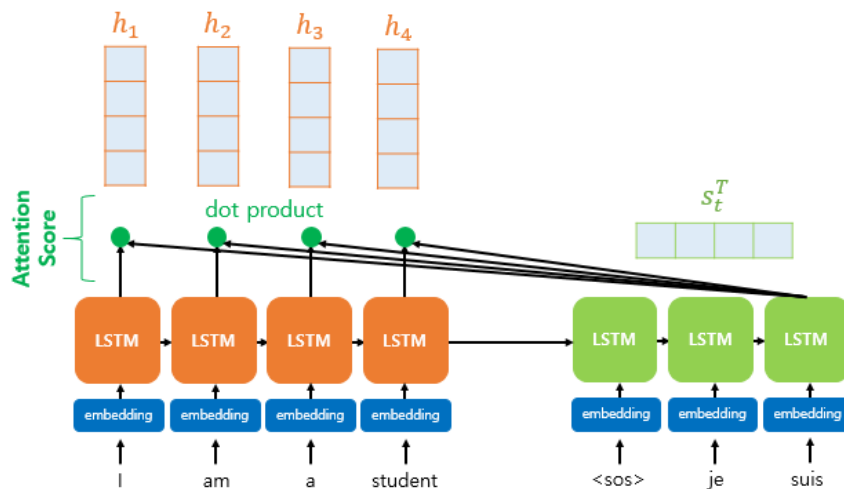 h₁ h₂ h₃ h₄
Attention
Score
dot product
sₜᵀ
LSTM LSTM LSTM LSTM LSTM LSTM LSTM
embedding embedding embedding embedding embedding embedding embedding
I am a student <sos> je suis